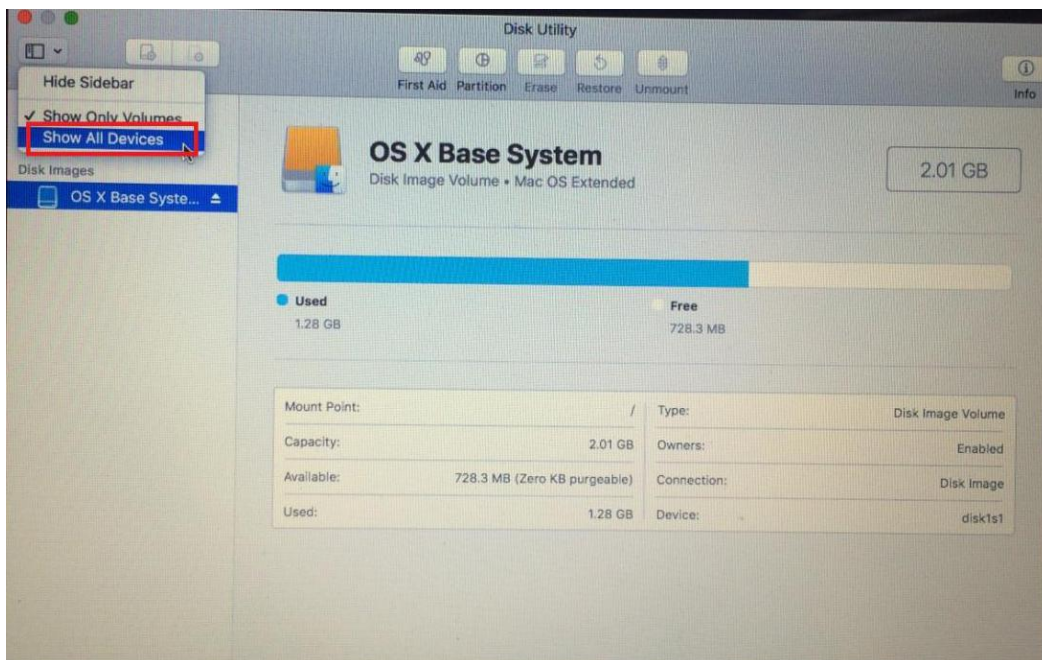 Disk Utility
First Aid Partition Erase Restore Unmount
Info
Hide Sidebar
✓ Show Only Volumes
Show All Devices
Disk Images
OS X Base Syste...
OS X Base System
Disk Image Volume • Mac OS Extended
2.01 GB
Used
1.28 GB
Free
728.3 MB
Mount Point: /
Type: Disk Image Volume
Capacity: 2.01 GB
Owners: Enabled
Available: 728.3 MB (Zero KB purgeable)
Connection: Disk Image
Used: 1.28 GB
Device: disk1s1